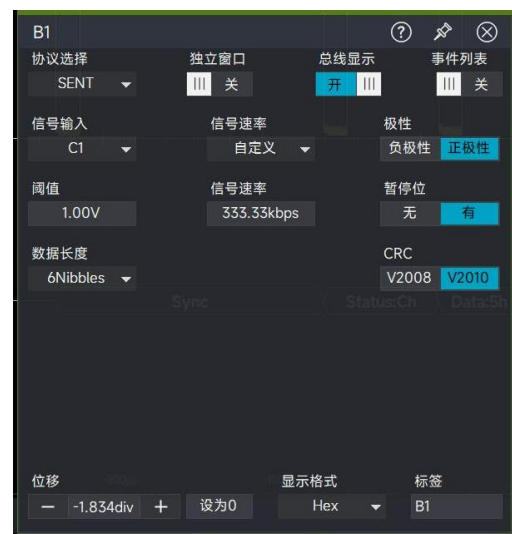 B1
协议选择 独立窗口 总线显示 事件列表
SENT 关 开 关
信号输入 信号速率 极性
C1 自定义 负极性 正极性
阈值 信号速率 暂停位
1.00V 333.33kbps 无 有
数据长度 CRC
6Nibbles V2008 V2010
Sync Status:Ch Data:5h
位移 显示格式 标签
-1.834div 设为0 Hex B1